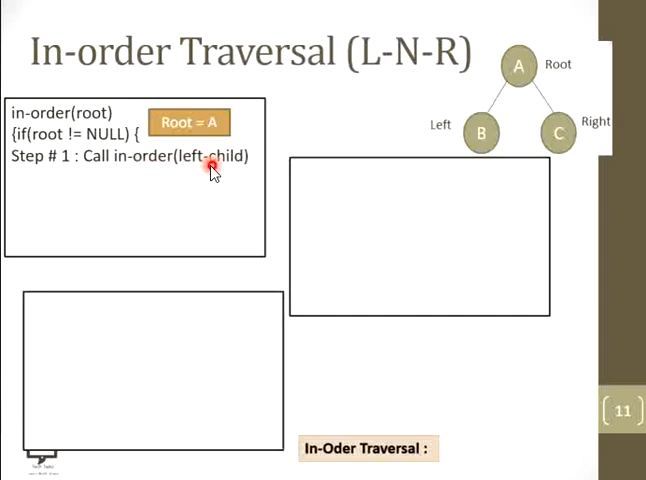 In-order Traversal (L-N-R)
A
Root
Left
B
C
Right
in-order(root)
Root = A
{if(root != NULL) {
Step # 1 : Call in-order(left-child)
11
In-Oder Traversal :